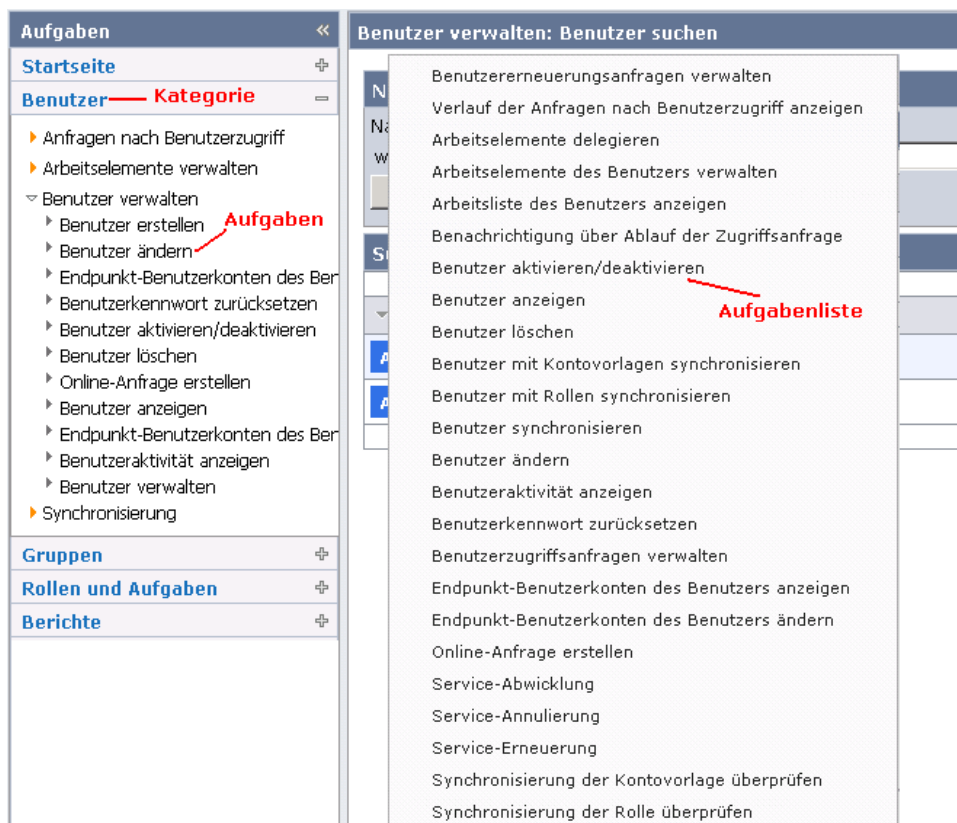 Aufgaben «
Startseite
Benutzer Kategorie
Anfragen nach Benutzerzugriff
Arbeitselemente verwalten
Benutzer verwalten
Benutzer erstellen Aufgaben
Benutzer ändern
Endpunkt-Benutzerkonten des Ber
Benutzerkennwort zurücksetzen
Benutzer aktivieren/deaktivieren
Benutzer löschen
Online-Anfrage erstellen
Benutzer anzeigen
Endpunkt-Benutzerkonten des Ber
Benutzeraktivität anzeigen
Benutzer verwalten
Synchronisierung
Gruppen
Rollen und Aufgaben
Berichte
Benutzer verwalten: Benutzer suchen
Benutzererneuerungsanfragen verwalten
Verlauf der Anfragen nach Benutzerzugriff anzeigen
Arbeitselemente delegieren
Arbeitselemente des Benutzers verwalten
Arbeitsliste des Benutzers anzeigen
Benachrichtigung über Ablauf der Zugriffsanfrage
Benutzer aktivieren/deaktivieren
Benutzer anzeigen Aufgabenliste
Benutzer löschen
Benutzer mit Kontovorlagen synchronisieren
Benutzer mit Rollen synchronisieren
Benutzer synchronisieren
Benutzer ändern
Benutzeraktivität anzeigen
Benutzerkennwort zurücksetzen
Benutzerzugriffsanfragen verwalten
Endpunkt-Benutzerkonten des Benutzers anzeigen
Endpunkt-Benutzerkonten des Benutzers ändern
Online-Anfrage erstellen
Service-Abwicklung
Service-Annulierung
Service-Erneuerung
Synchronisierung der Kontovorlage überprüfen
Synchronisierung der Rolle überprüfen